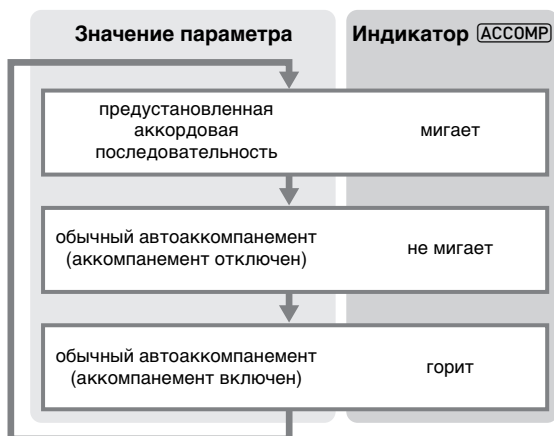 Значение параметра
Индикатор ACCOMP
предустановленная
аккордовая
последовательность
мигает
обычный автоаккомпанемент
(аккомпанемент отключен)
не мигает
обычный автоаккомпанемент
(аккомпанемент включен)
горит